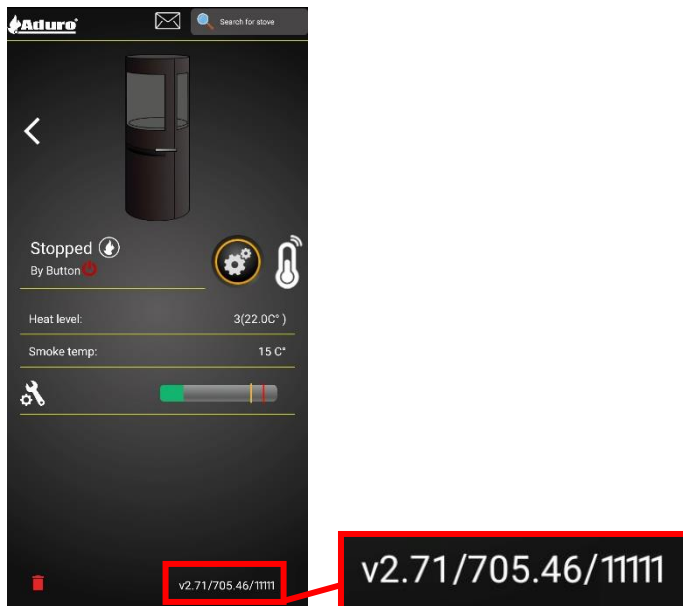 Aduro
Search for stove
Stopped
By Button
Heat level: 3(22.0C° )
Smoke temp: 15 C°
v2.71/705.46/11111
v2.71/705.46/11111